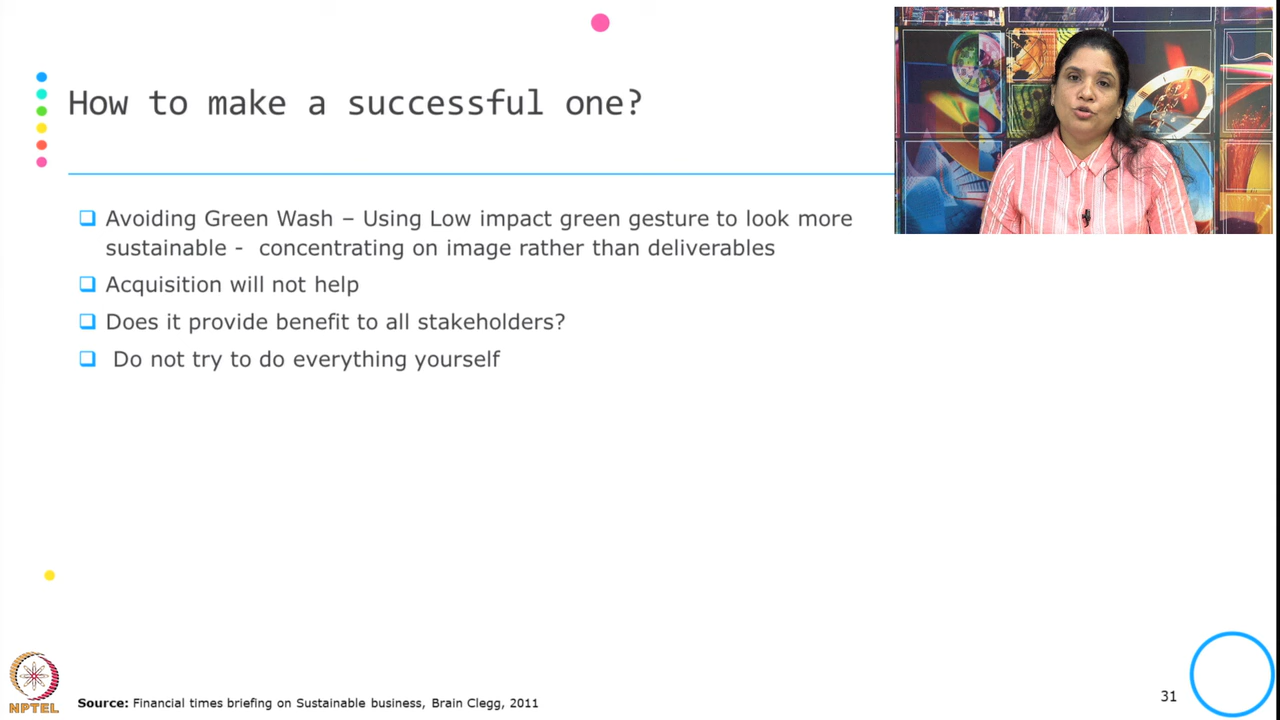 How to make a successful one?
❑ Avoiding Green Wash – Using Low impact green gesture to look more
sustainable - concentrating on image rather than deliverables
❑ Acquisition will not help
❑ Does it provide benefit to all stakeholders?
❑ Do not try to do everything yourself
NPTEL
Source: Financial times briefing on Sustainable business, Brain Clegg, 2011
31